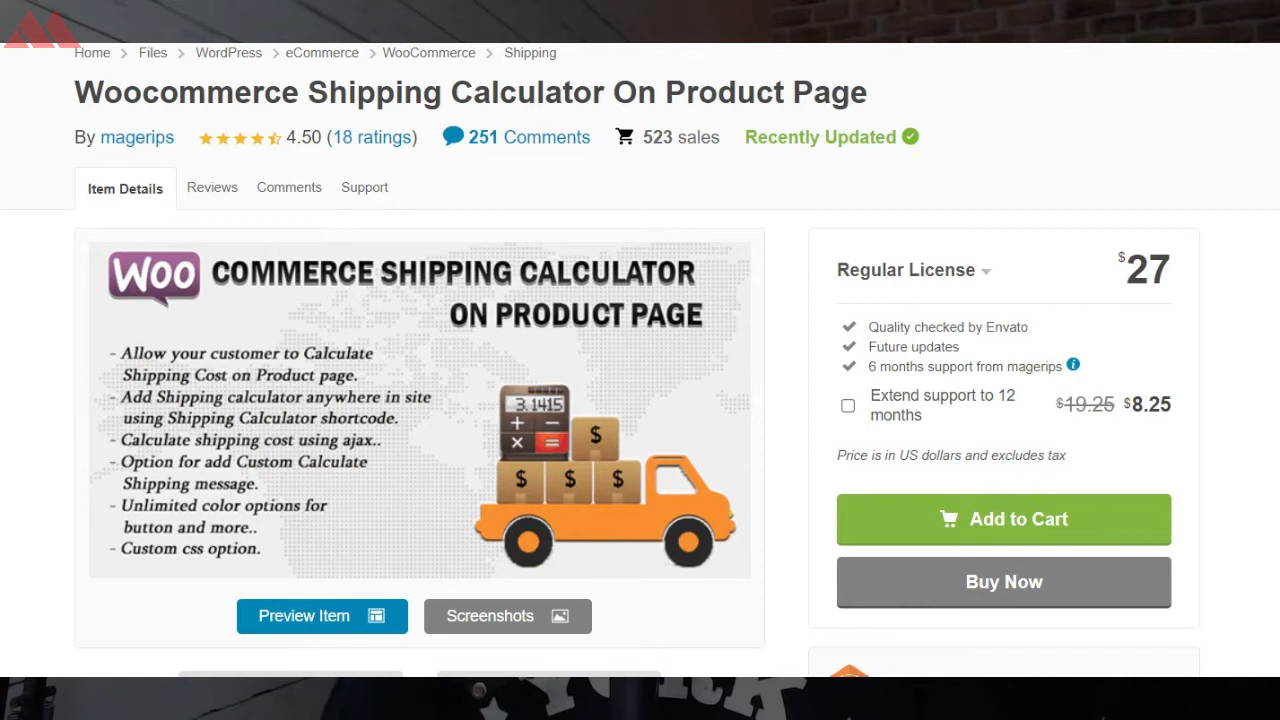 Home > Files > WordPress > eCommerce > WooCommerce > Shipping
Woocommerce Shipping Calculator On Product Page
By magerips 4.50 (18 ratings) 251 Comments 523 sales Recently Updated
Item Details Reviews Comments Support
WOO COMMERCE SHIPPING CALCULATOR
ON PRODUCT PAGE
- Allow your customer to Calculate
Shipping Cost on Product page.
- Add Shipping calculator anywhere in site
using Shipping Calculator shortcode.
- Calculate shipping cost using ajax..
- Option for add Custom Calculate
Shipping message.
- Unlimited color options for
button and more..
- Custom css option.
3.1415
+ −
× =
$
$ $ $
Preview Item Screenshots
Regular License $27
Quality checked by Envato
Future updates
6 months support from magerips
Extend support to 12
months $19.25 $8.25
Price is in US dollars and excludes tax
Add to Cart
Buy Now